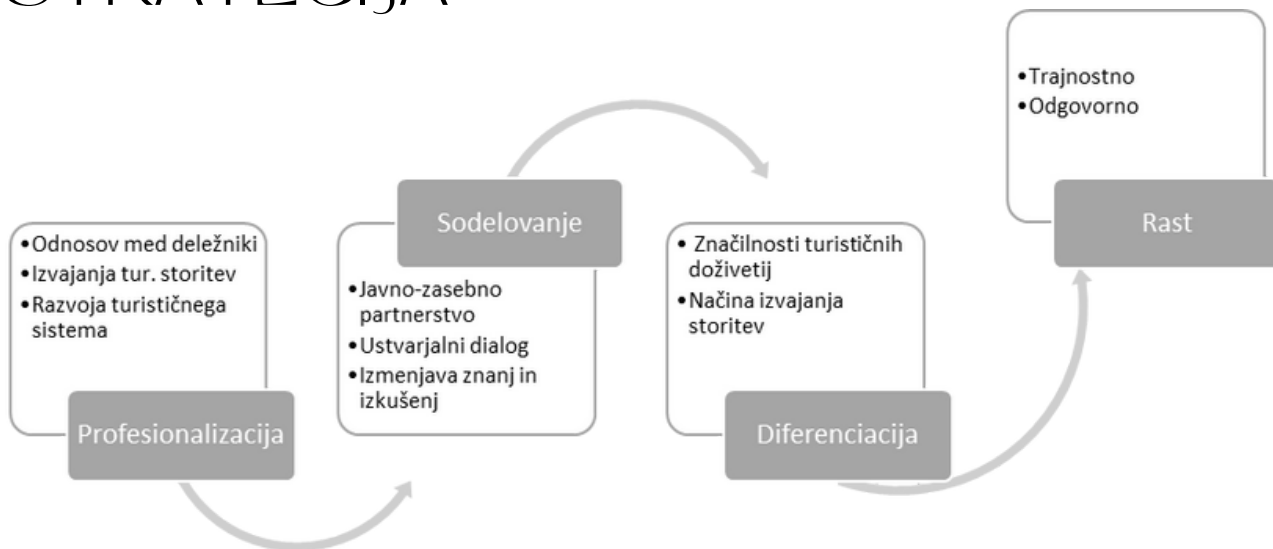 STRATEGIJA
•Odnosov med deležniki
•Izvajanja tur. storitev
•Razvoja turističnega
sistema
Profesionalizacija
Sodelovanje
•Javno-zasebno
partnerstvo
•Ustvarjalni dialog
•Izmenjava znanj in
izkušenj
• Značilnosti turističnih
doživetij
•Načina izvajanja
storitev
Diferenciacija
•Trajnostno
•Odgovorno
Rast